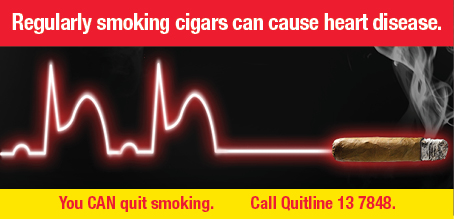 Regularly smoking cigars can cause heart disease.
You CAN quit smoking. Call Quitline 13 7848.